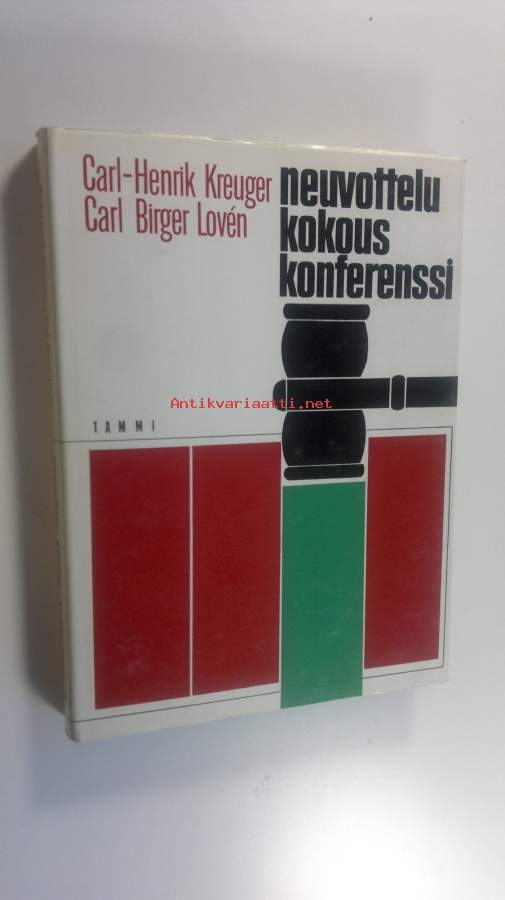 Carl-Henrik Kreuger
Carl Birger Lovén
neuvottelu
kokous
konferenssi
Antikvariaatti.net
TAMMI